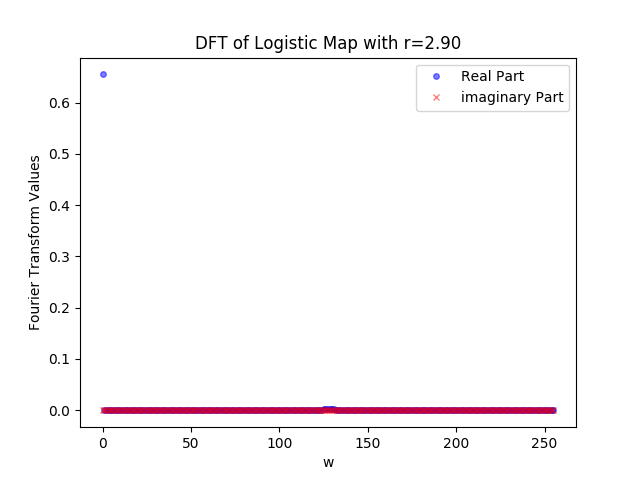 DFT of Logistic Map with r=2.90
Real Part
imaginary Part
Fourier Transform Values
0.6
0.5
0.4
0.3
0.2
0.1
0.0
0 50 100 150 200 250
w